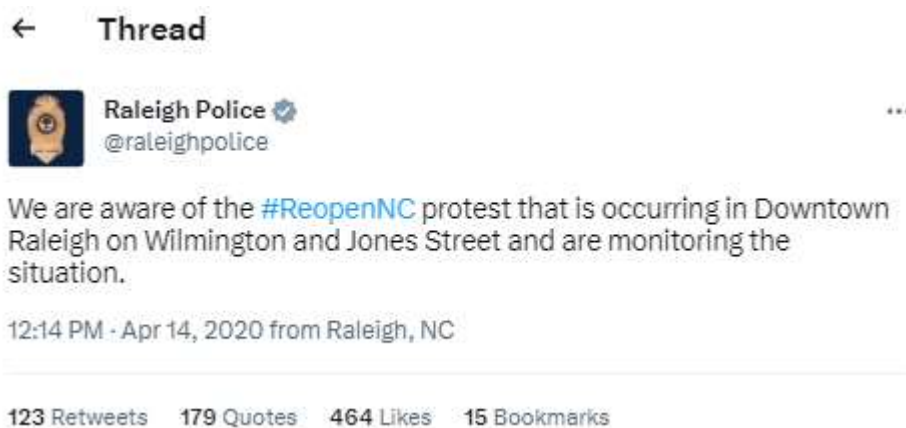 Thread
Raleigh Police
@raleighpolice
We are aware of the #ReopenNC protest that is occurring in Downtown
Raleigh on Wilmington and Jones Street and are monitoring the
situation.
12:14 PM · Apr 14, 2020 from Raleigh, NC
123 Retweets 179 Quotes 464 Likes 15 Bookmarks